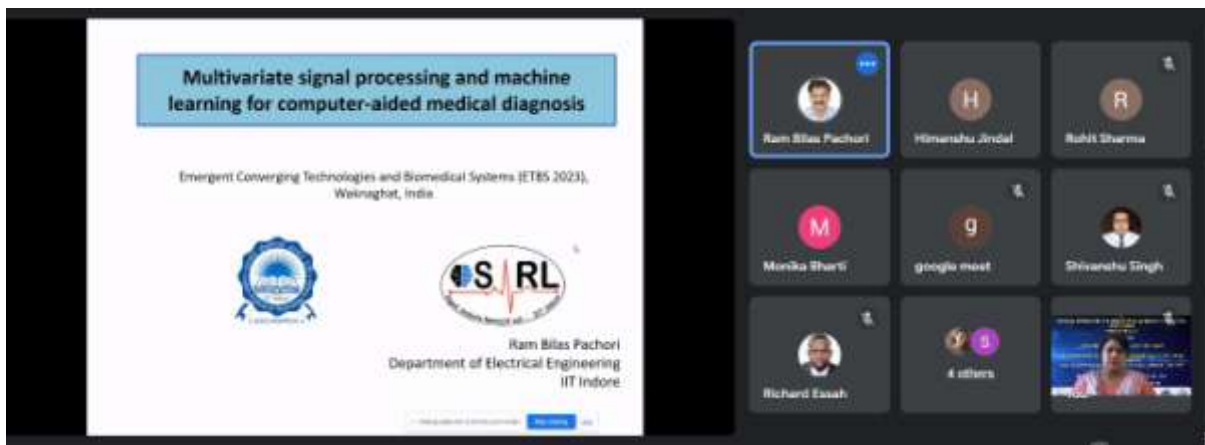 Multivariate signal processing and machine
learning for computer-aided medical diagnosis
Emergent Converging Technologies and Biomedical Systems (ETBS 2023),
Waknaghat, India
SRL
Ram Bilas Pachori
Department of Electrical Engineering
IIT Indore
Ram Bilas Pachori
H
Himanshu Jindal
R
Rohit Sharma
M
Monika Bharti
g
google meet
Shivanshu Singh
Richard Essah
S
4 others